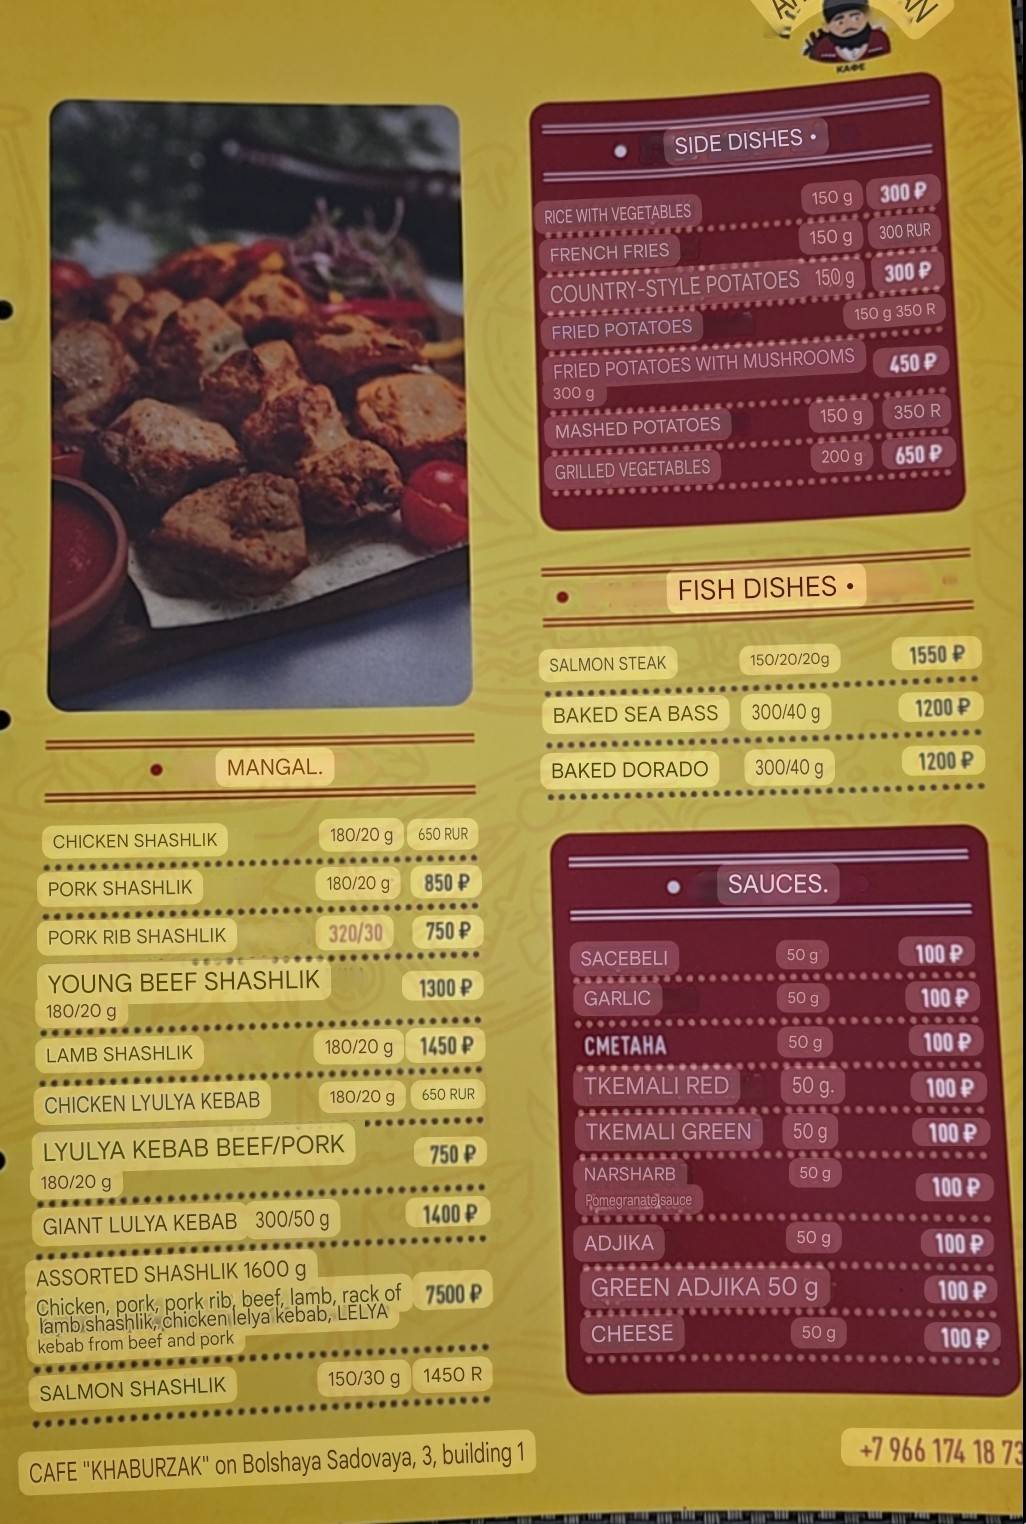 КАФЕ
SIDE DISHES •
RICE WITH VEGETABLES 150 g 300 ₽
FRENCH FRIES 150 g 300 RUR
COUNTRY-STYLE POTATOES 150 g 300 ₽
FRIED POTATOES 150 g 350 R
FRIED POTATOES WITH MUSHROOMS 450 ₽
300 g
MASHED POTATOES 150 g 350 R
GRILLED VEGETABLES 200 g 650 ₽
FISH DISHES •
SALMON STEAK 150/20/20g 1550 ₽
BAKED SEA BASS 300/40 g 1200 ₽
BAKED DORADO 300/40 g 1200 ₽
• MANGAL.
CHICKEN SHASHLIK 180/20 g 650 RUR
PORK SHASHLIK 180/20 g 850 ₽
PORK RIB SHASHLIK 320/30 750 ₽
YOUNG BEEF SHASHLIK 1300 ₽
180/20 g
LAMB SHASHLIK 180/20 g 1450 ₽
CHICKEN LYULYA KEBAB 180/20 g 650 RUR
LYULYA KEBAB BEEF/PORK 750 ₽
180/20 g
GIANT LULYA KEBAB 300/50 g 1400 ₽
ASSORTED SHASHLIK 1600 g
Chicken, pork, pork rib, beef, lamb, rack of 7500 ₽
lamb shashlik, chicken lelya kebab, LELYA
kebab from beef and pork
SALMON SHASHLIK 150/30 g 1450 R
• SAUCES.
SACEBELI 50 g 100 ₽
GARLIC 50 g 100 ₽
СМЕТАНА 50 g 100 ₽
TKEMALI RED 50 g. 100 ₽
TKEMALI GREEN 50 g 100 ₽
NARSHARB 50 g 100 ₽
Pomegranate sauce
ADJIKA 50 g 100 ₽
GREEN ADJIKA 50 g 100 ₽
CHEESE 50 g 100 ₽
CAFE "KHABURZAK" on Bolshaya Sadovaya, 3, building 1
+7 966 174 18 73